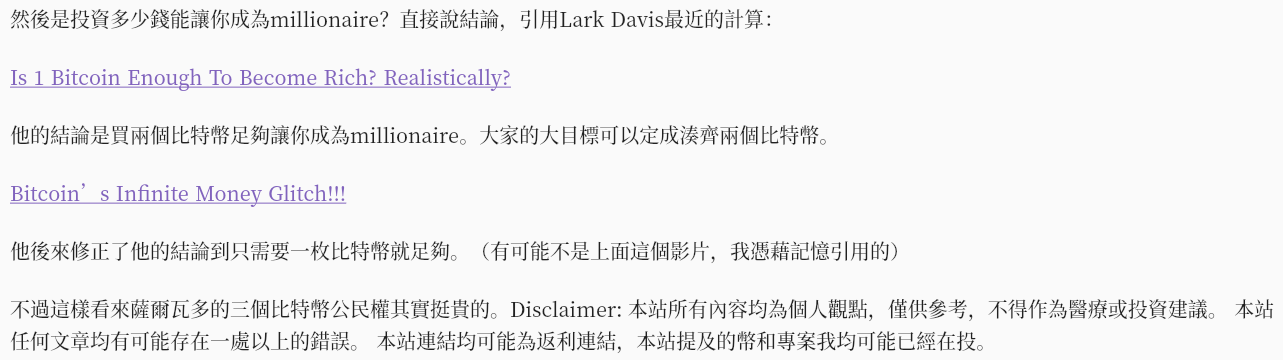 然後是投資多少錢能讓你成為millionaire？直接說結論，引用Lark Davis最近的計算：
Is 1 Bitcoin Enough To Become Rich? Realistically?
他的結論是買兩個比特幣足夠讓你成為millionaire。大家的大目標可以定成湊齊兩個比特幣。
Bitcoin’s Infinite Money Glitch!!!
他後來修正了他的結論到只需要一枚比特幣就足夠。（有可能不是上面這個影片，我憑藉記憶引用的）
不過這樣看來薩爾瓦多的三個比特幣公民權其實挺貴的。Disclaimer: 本站所有內容均為個人觀點，僅供參考，不得作為醫療或投資建議。 本站
任何文章均有可能存在一處以上的錯誤。 本站連結均可能為返利連結，本站提及的幣和專案我均可能已經在投。